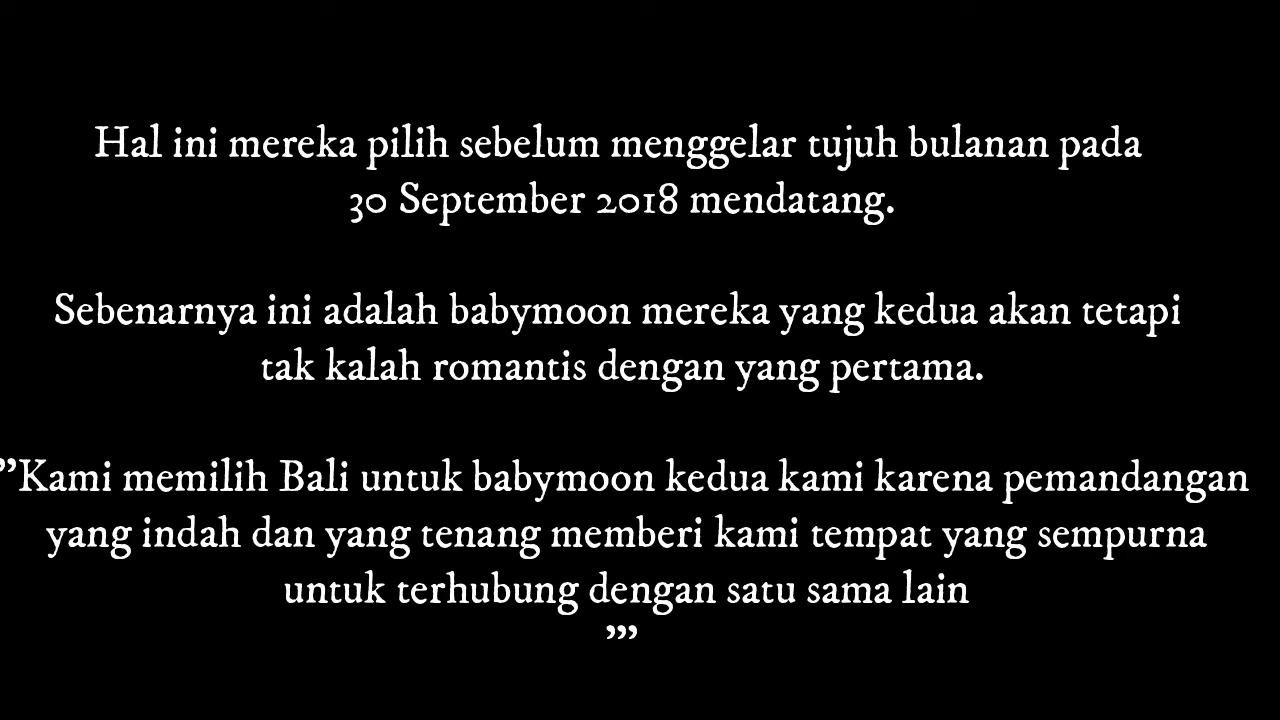 Hal ini mereka pilih sebelum menggelar tujuh bulanan pada
30 September 2018 mendatang.
Sebenarnya ini adalah babymoon mereka yang kedua akan tetapi
tak kalah romantis dengan yang pertama.
”Kami memilih Bali untuk babymoon kedua kami karena pemandangan
yang indah dan yang tenang memberi kami tempat yang sempurna
untuk terhubung dengan satu sama lain
”’